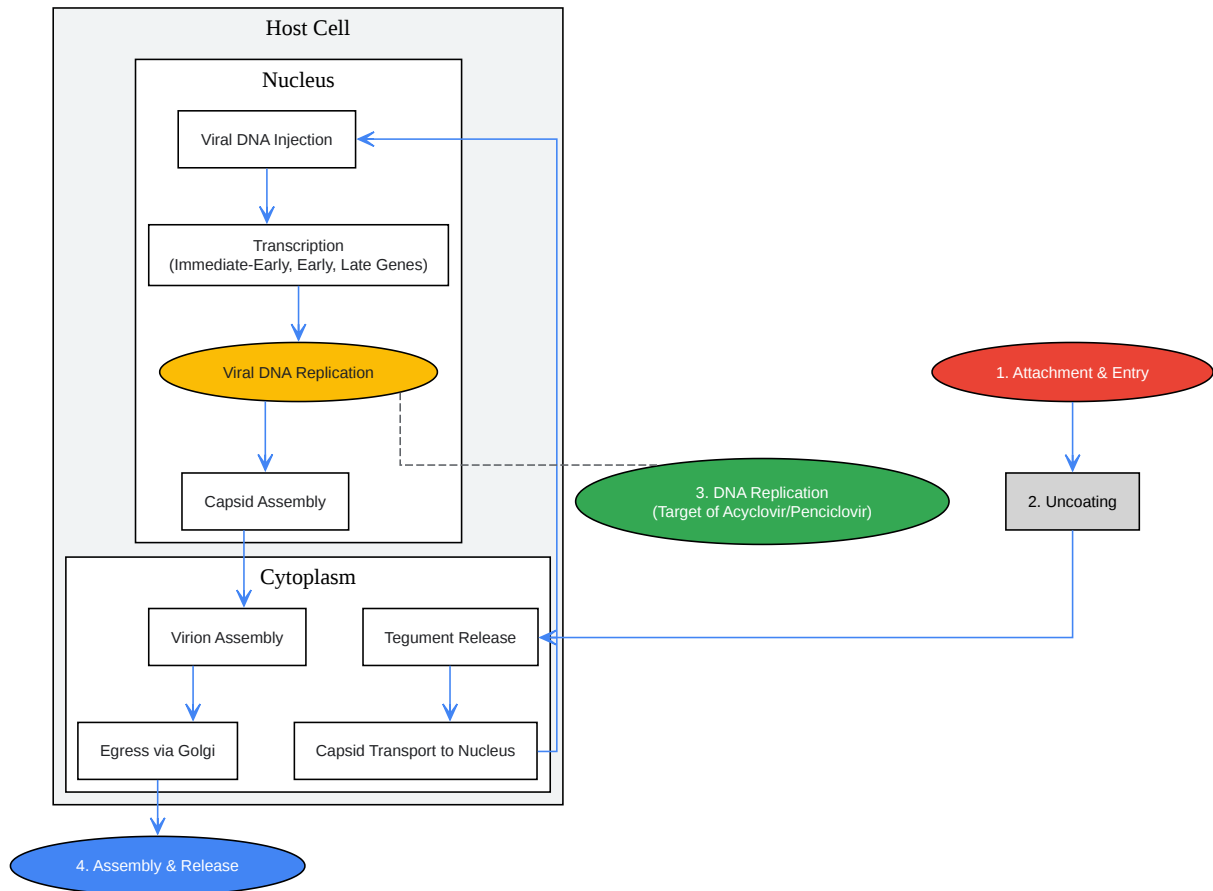 Host Cell
Nucleus
Viral DNA Injection
Transcription
(Immediate-Early, Early, Late Genes)
Viral DNA Replication
1. Attachment & Entry
Capsid Assembly
3. DNA Replication
(Target of Acyclovir/Penciclovir)
2. Uncoating
Cytoplasm
Virion Assembly
Tegument Release
Egress via Golgi
Capsid Transport to Nucleus
4. Assembly & Release